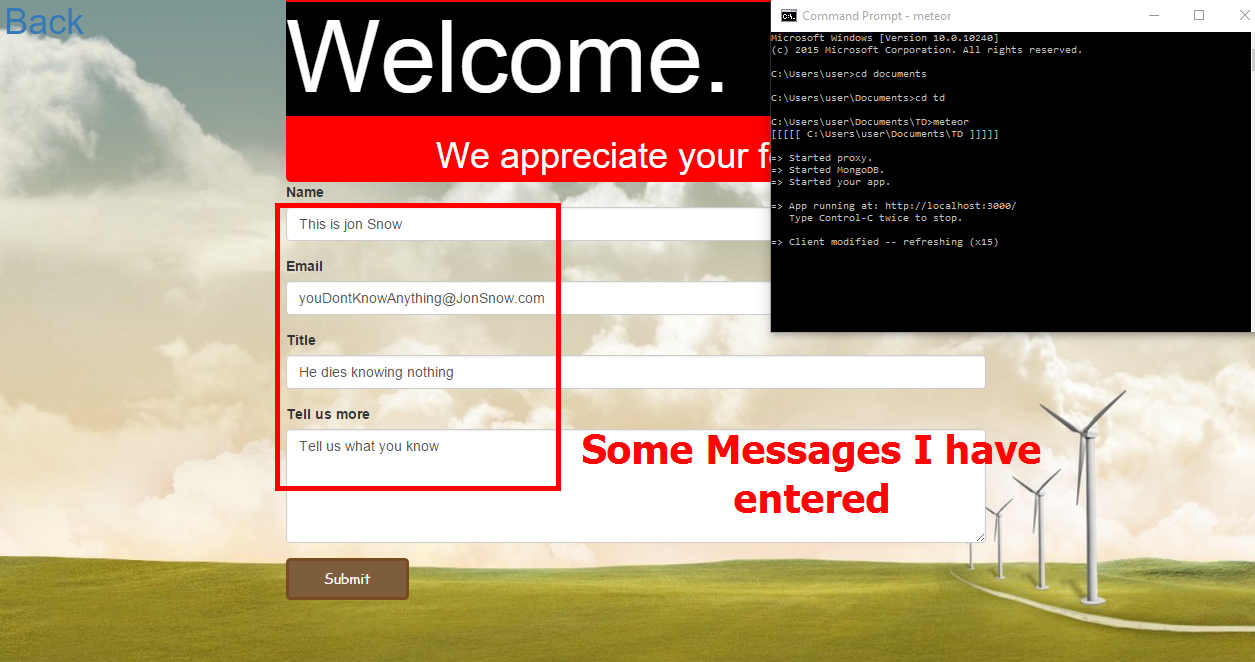 Back
Welcome.
We appreciate your f
Name
This is jon Snow
Email
youDontKnowAnything@JonSnow.com
Title
He dies knowing nothing
Tell us more
Tell us what you know
Some Messages I have
entered
Submit
Command Prompt - meteor
Microsoft Windows [Version 10.0.10240]
(c) 2015 Microsoft Corporation. All rights reserved.
C:\Users\user>cd documents
C:\Users\user\Documents>cd td
C:\Users\user\Documents\TD>meteor
[[[[[ C:\Users\user\Documents\TD ]]]]]
=> Started proxy.
=> Started MongoDB.
=> Started your app.
=> App running at: http://localhost:3000/
Type Control-C twice to stop.
=> Client modified -- refreshing (x15)